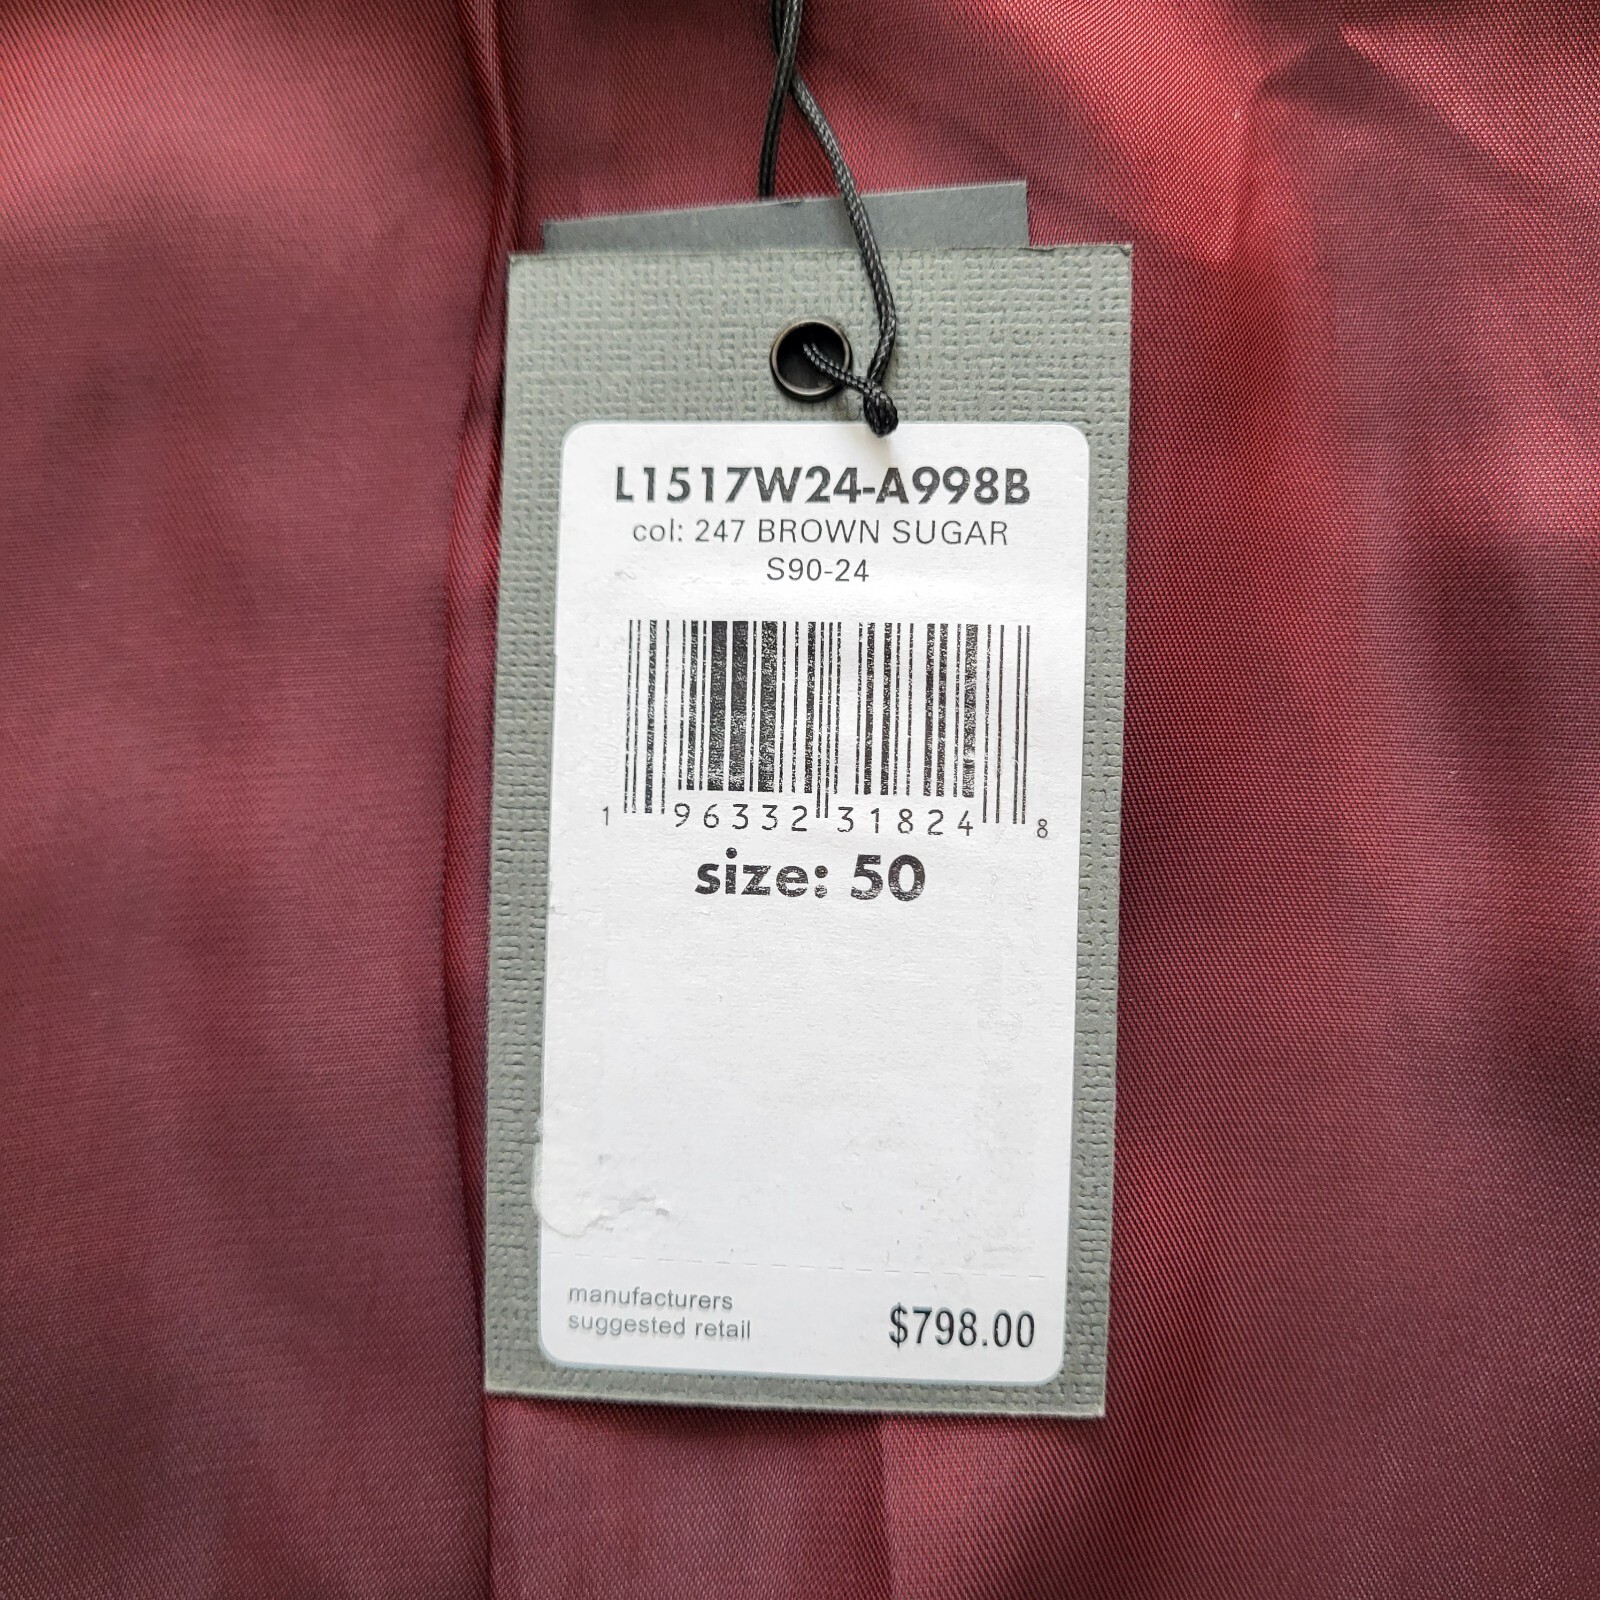 L1517W24-A998B
col: 247 BROWN SUGAR
S90-24
1 96332 31824 8
size: 50
manufacturers
suggested retail
$798.00